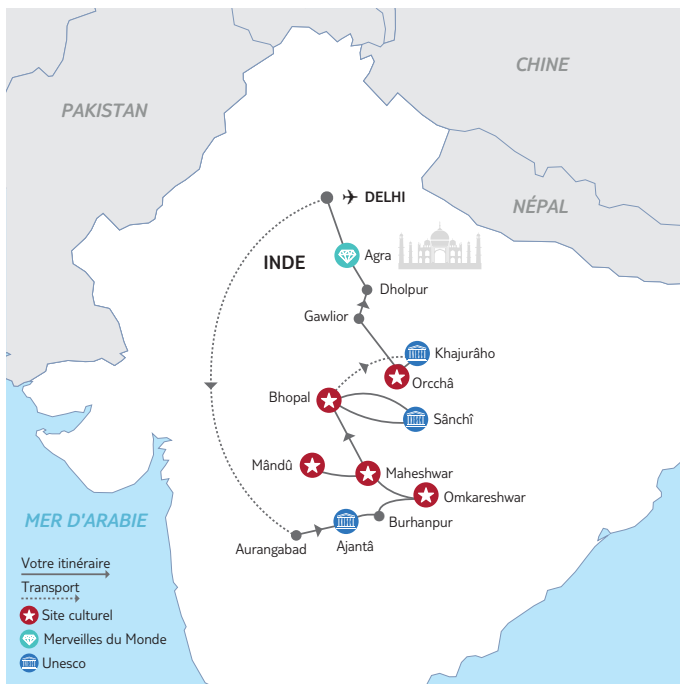 CHINE
PAKISTAN
NÉPAL
DELHI
INDE
Agra
Dholpur
Gawlior
Khajurâho
Orcchâ
Bhopal
Sânchî
Mândû
Maheshwar
Omkareshwar
Burhanpur
Ajantâ
Aurangabad
MER D'ARABIE
Votre itinéraire
Transport
Site culturel
Merveilles du Monde
Unesco